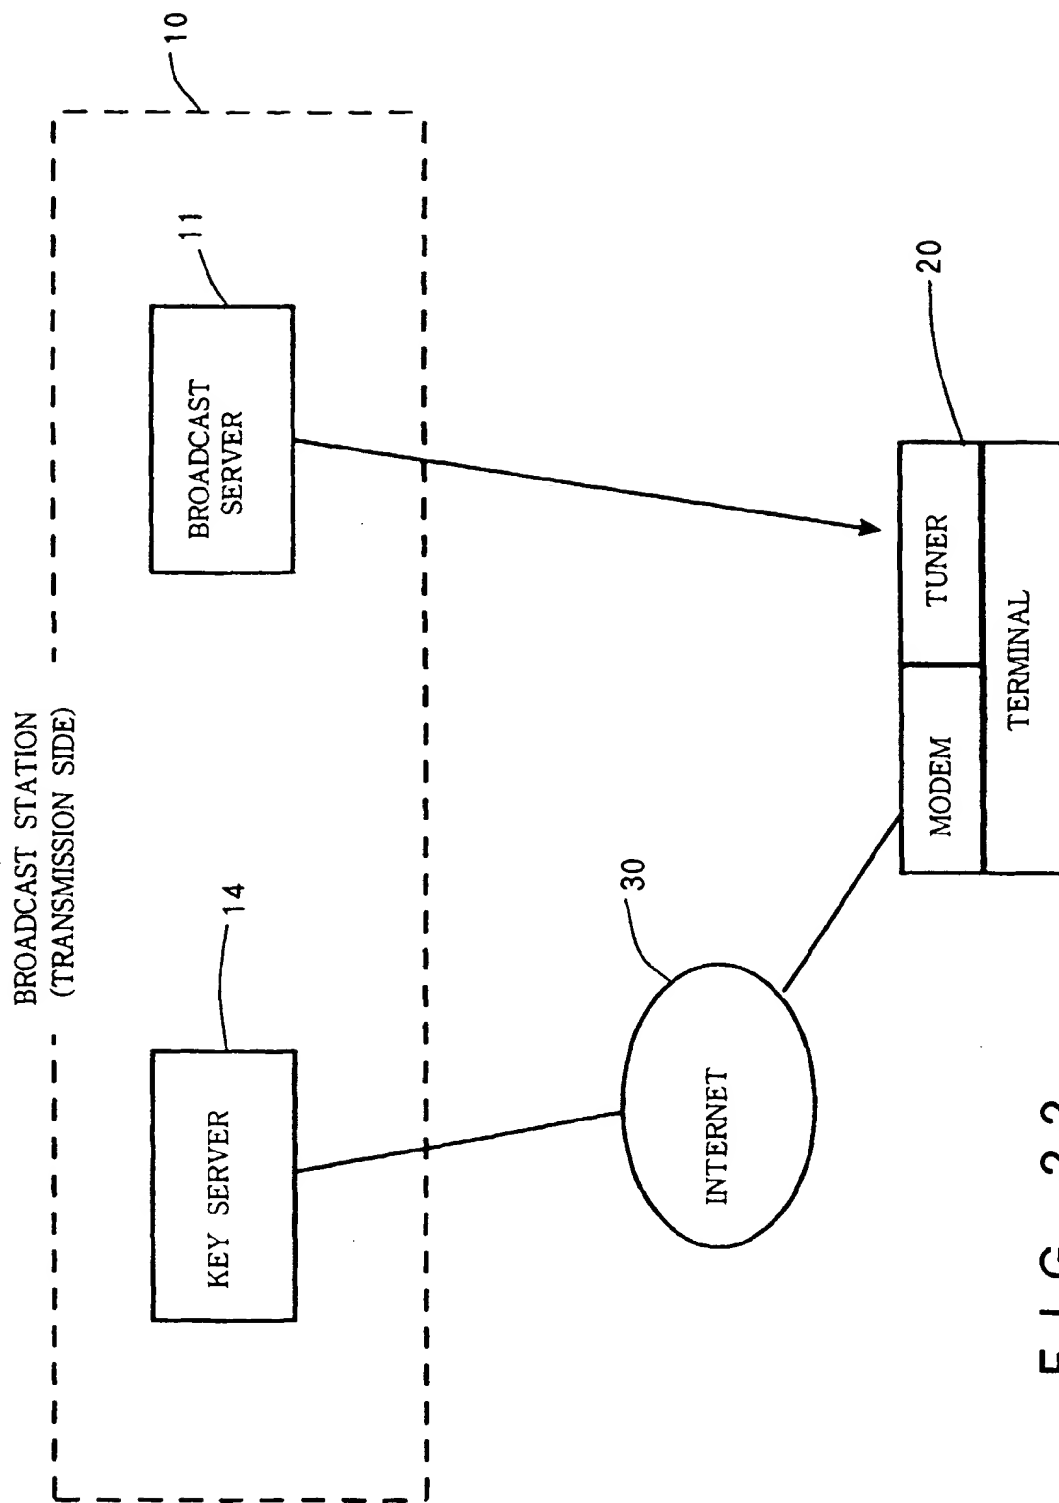 BROADCAST STATION
(TRANSMISSION SIDE)
10
14
11
KEY SERVER
BROADCAST
SERVER
30
INTERNET
20
MODEM
TUNER
TERMINAL
F I G .